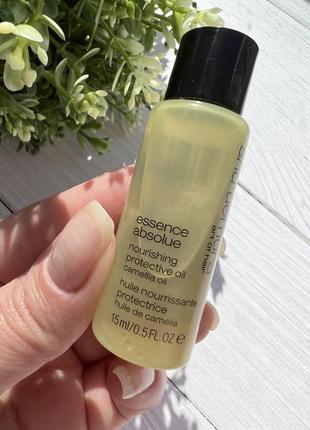 essence
absolue
nourishing
protective oil
camellia oil
huile nourrissante
protectrice
huile de camélia
15ml/0.5FL.OZ ℮
art of hair